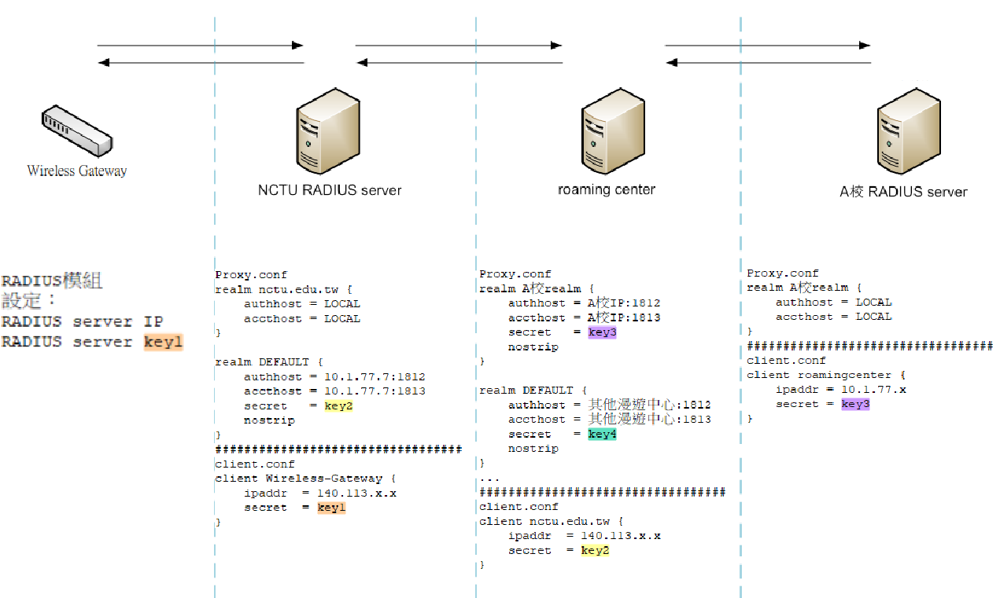 Wireless Gateway
NCTU RADIUS server
roaming center
A校 RADIUS server
RADIUS模組
設定：
RADIUS server IP
RADIUS server key1
Proxy.conf
realm nctu.edu.tw {
authhost = LOCAL
accthost = LOCAL
}
realm DEFAULT {
authhost = 10.1.77.7:1812
accthost = 10.1.77.7:1813
secret = key2
nostrip
}
##################################
client.conf
client Wireless-Gateway {
ipaddr = 140.113.x.x
secret = key1
}
Proxy.conf
realm A校realm {
authhost = A校IP:1812
accthost = A校IP:1813
secret = key3
nostrip
}
realm DEFAULT {
authhost = 其他漫遊中心:1812
accthost = 其他漫遊中心:1813
secret = key4
nostrip
}
...
##################################
client.conf
client nctu.edu.tw {
ipaddr = 140.113.x.x
secret = key2
}
Proxy.conf
realm A校realm {
authhost = LOCAL
accthost = LOCAL
}
##################################
client.conf
client roamingcenter {
ipaddr = 10.1.77.x
secret = key3
}